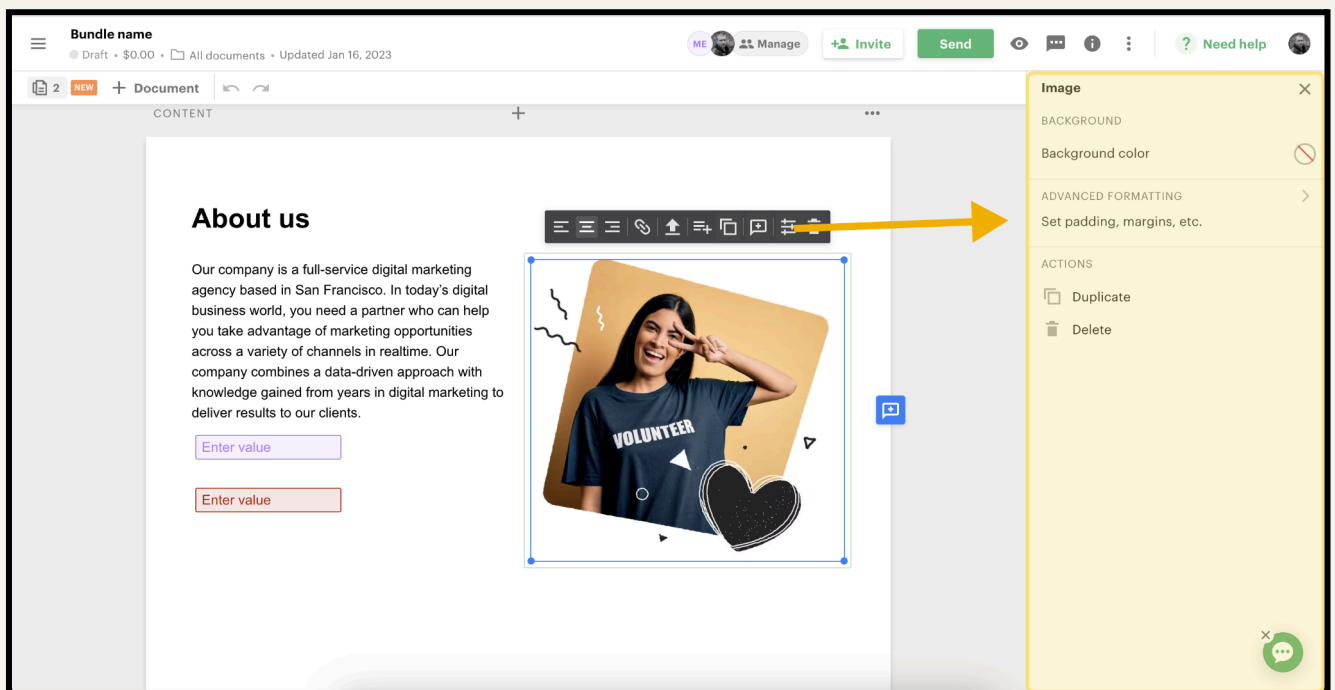 Bundle name
Draft • $0.00 • All documents • Updated Jan 16, 2023
ME
Manage
Invite
Send
? Need help
2 NEW + Document
CONTENT
About us
Our company is a full-service digital marketing
agency based in San Francisco. In today's digital
business world, you need a partner who can help
you take advantage of marketing opportunities
across a variety of channels in realtime. Our
company combines a data-driven approach with
knowledge gained from years in digital marketing to
deliver results to our clients.
Enter value
Enter value
VOLUNTEER
Image
BACKGROUND
Background color
ADVANCED FORMATTING
Set padding, margins, etc.
ACTIONS
Duplicate
Delete